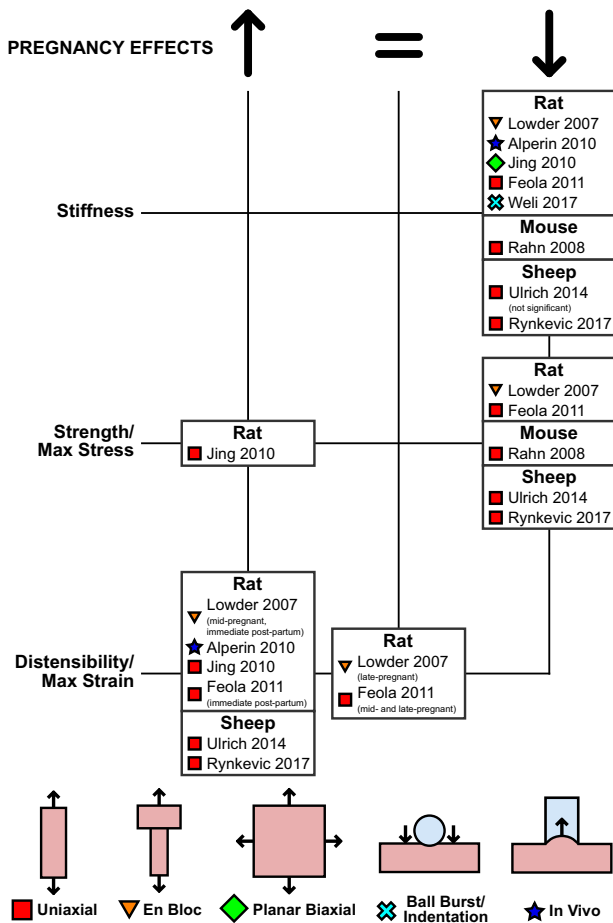 PREGNANCY EFFECTS
Rat
Lowder 2007
Alperin 2010
Jing 2010
Feola 2011
Weli 2017
Stiffness
Mouse
Rahn 2008
Sheep
Ulrich 2014
(not significant)
Rynkevic 2017
Rat
Lowder 2007
Feola 2011
Strength/
Max Stress
Rat
Jing 2010
Mouse
Rahn 2008
Sheep
Ulrich 2014
Rynkevic 2017
Distensibility/
Max Strain
Rat
Lowder 2007
(mid-pregnant,
immediate post-partum)
Alperin 2010
Jing 2010
Feola 2011
(immediate post-partum)
Sheep
Ulrich 2014
Rynkevic 2017
Rat
Lowder 2007
(late-pregnant)
Feola 2011
(mid- and late-pregnant)
Uniaxial
En Bloc
Planar Biaxial
Ball Burst/
Indentation
In Vivo